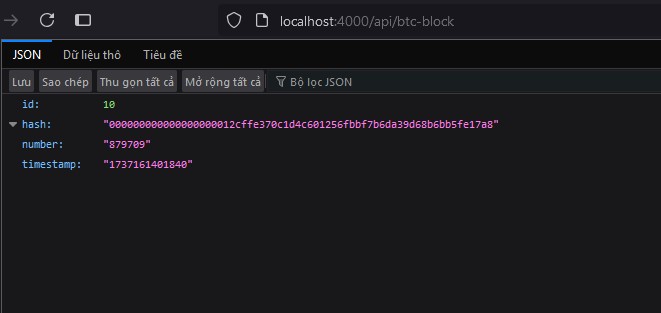 localhost:4000/api/btc-block
JSON Dữ liệu thô Tiêu đề
Lưu Sao chép Thu gọn tất cả Mở rộng tất cả Bộ lọc JSON
id: 10
hash: "000000000000000000012cffe370c1d4c601256fbbf7b6da39d68b6bb5fe17a8"
number: "879709"
timestamp: "1737161401840"